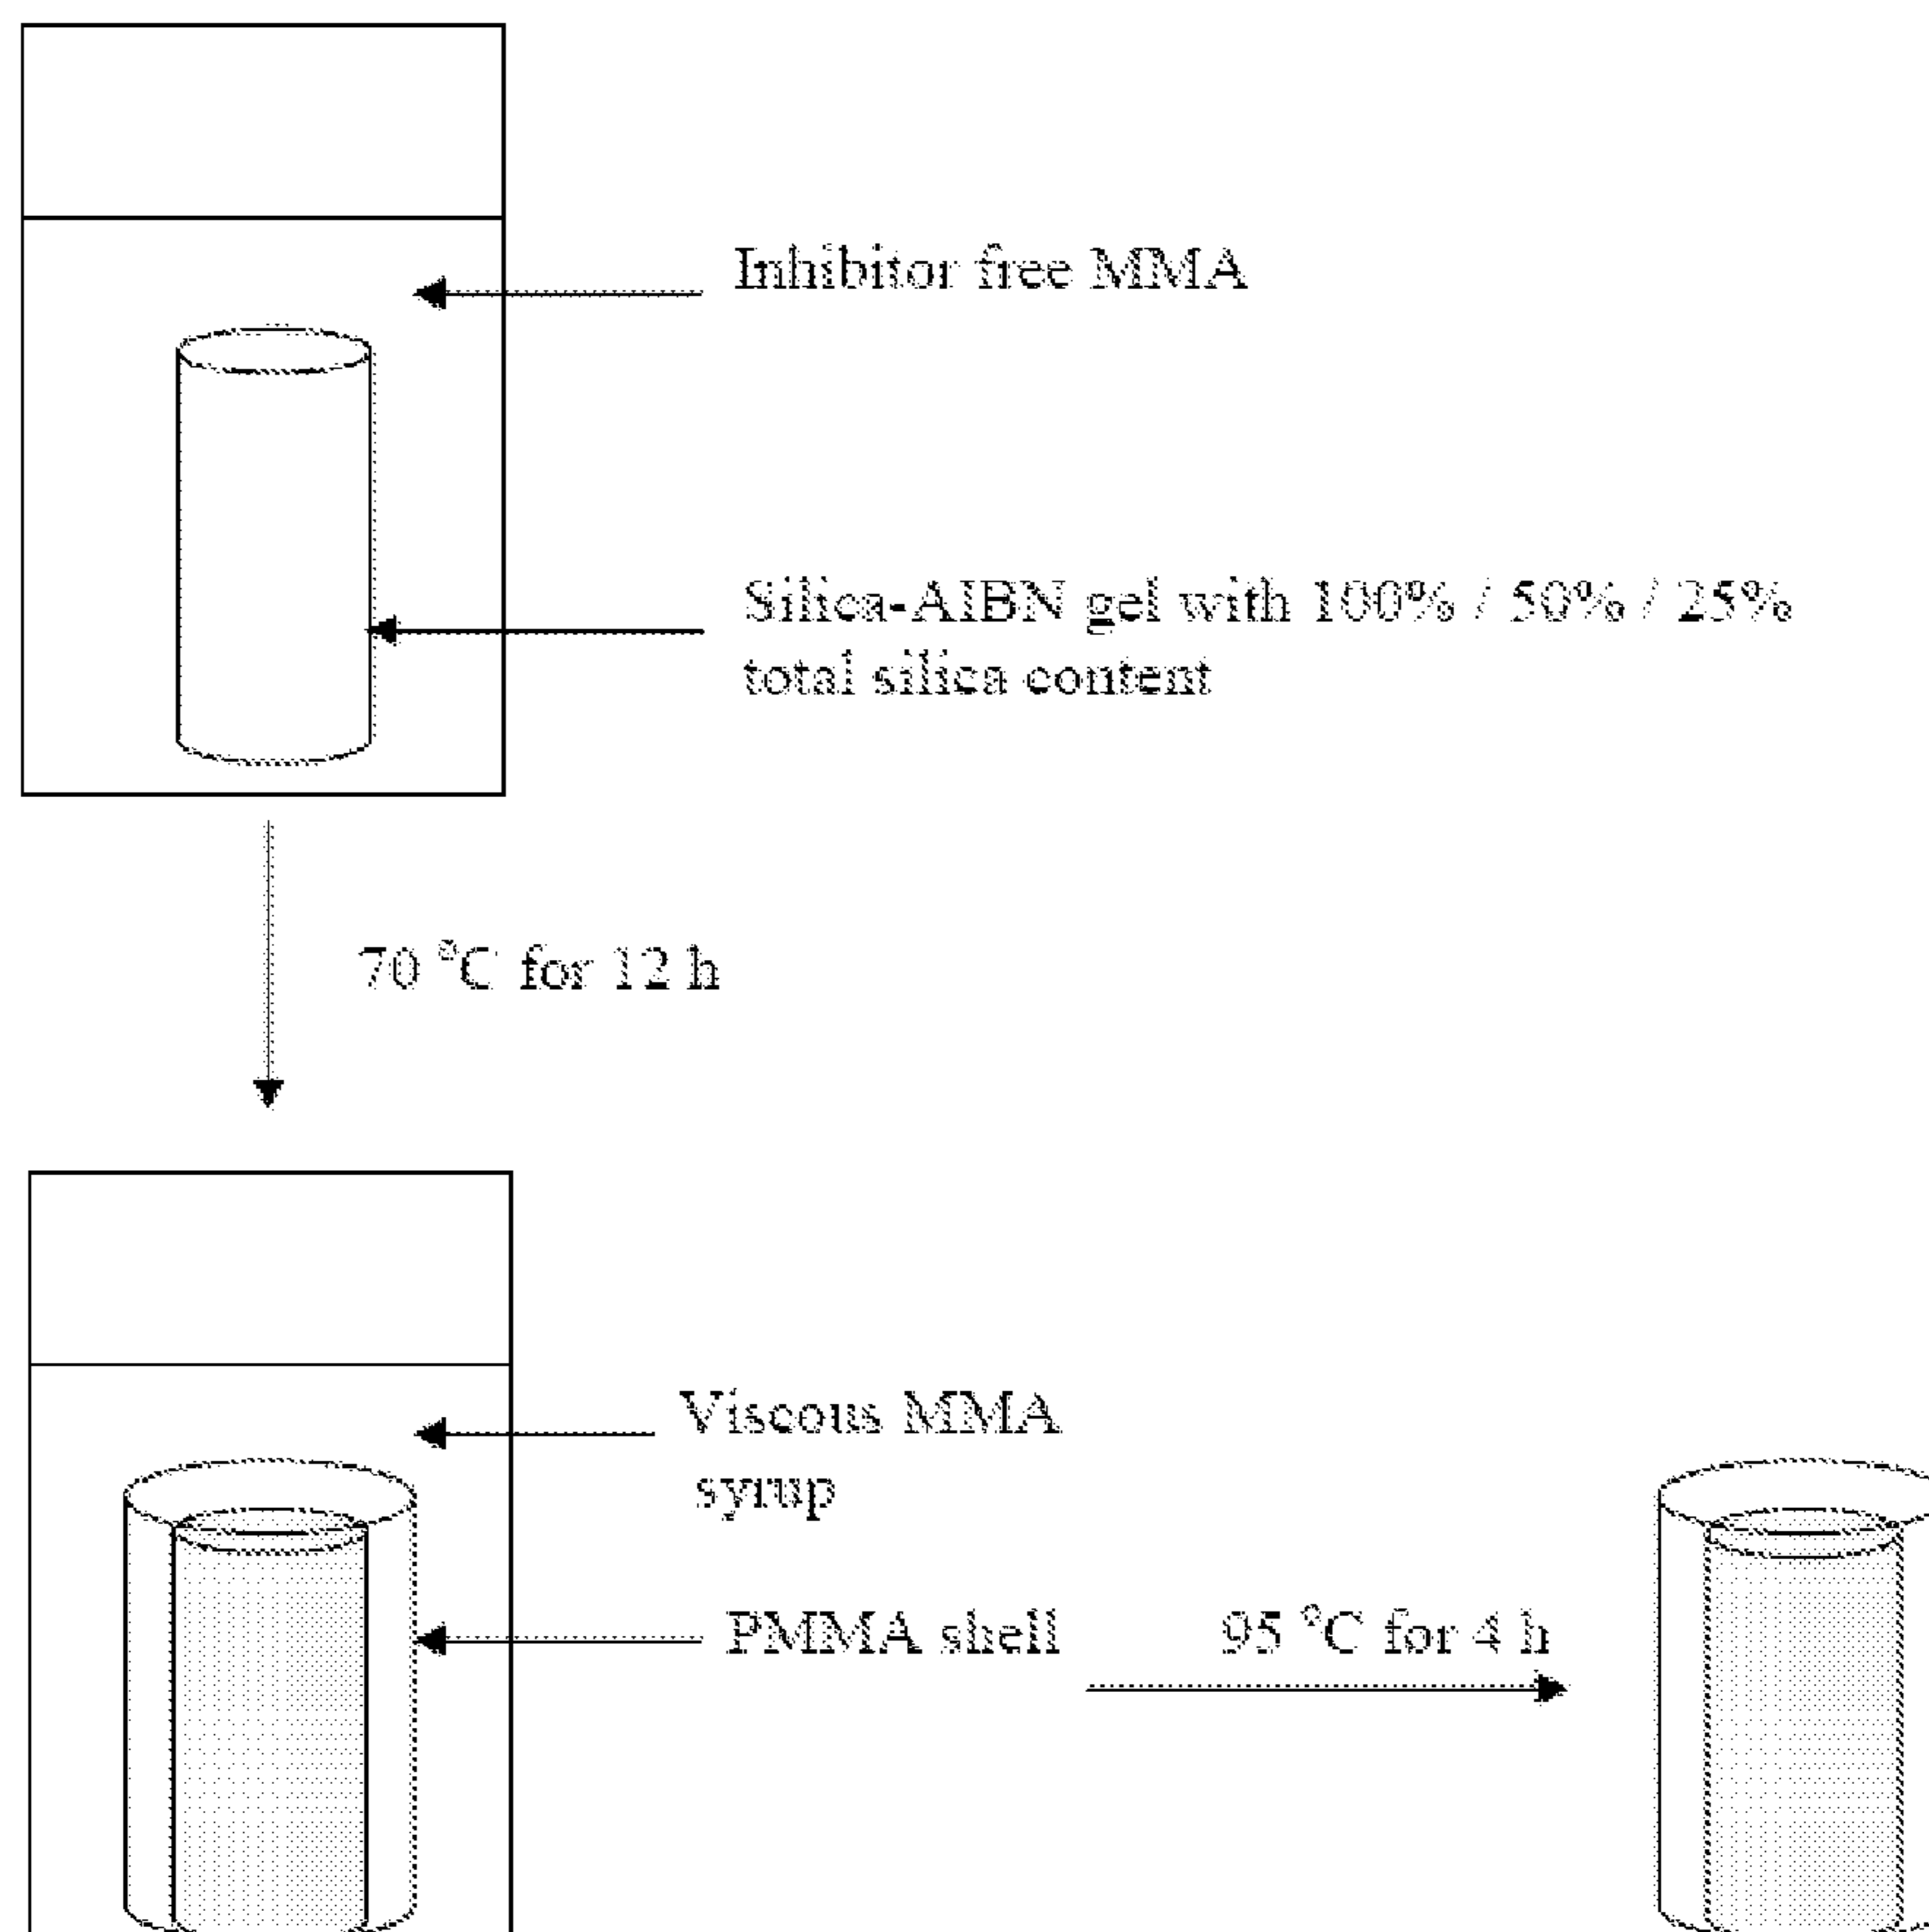 Inhibitor free MMA
Silica-AIBN gel with 100% / 50% / 25%
total silica content
70 °C for 12 h
Viscous MMA
syrup
PMMA shell
95 °C for 4 h